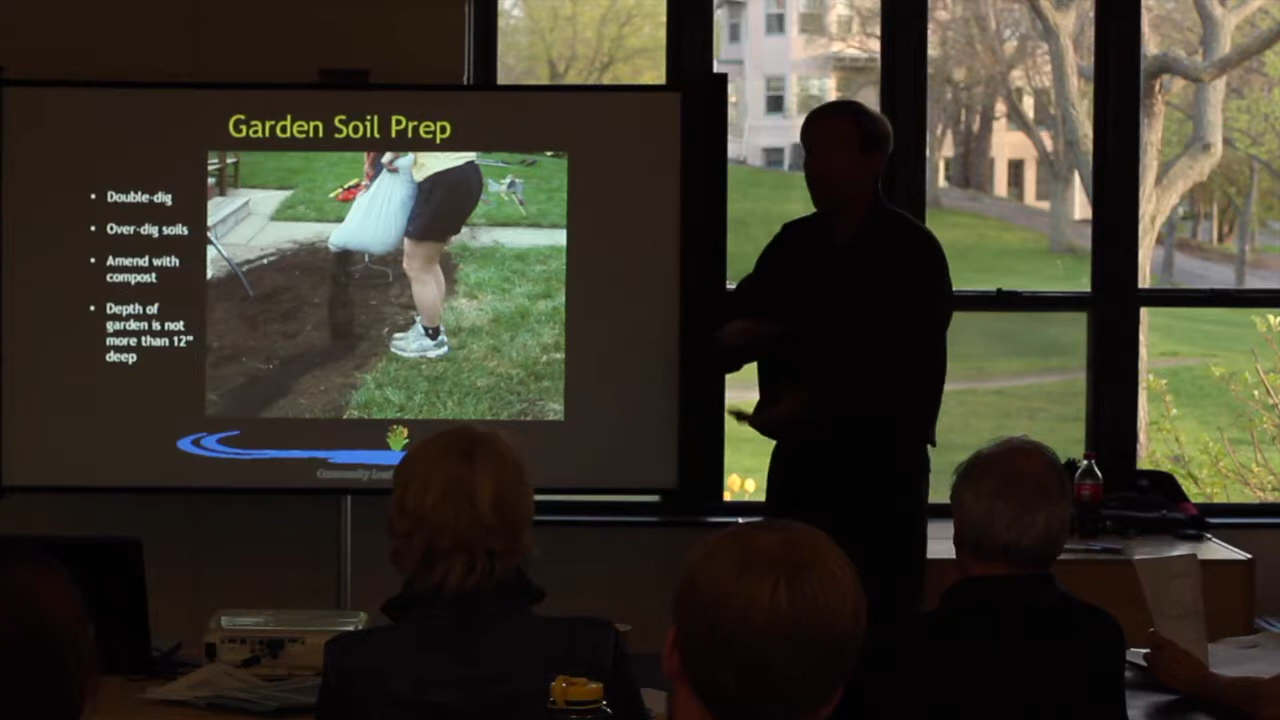 Garden Soil Prep
• Double-dig
• Over-dig soils
• Amend with
compost
• Depth of
garden is not
more than 12"
deep
Community